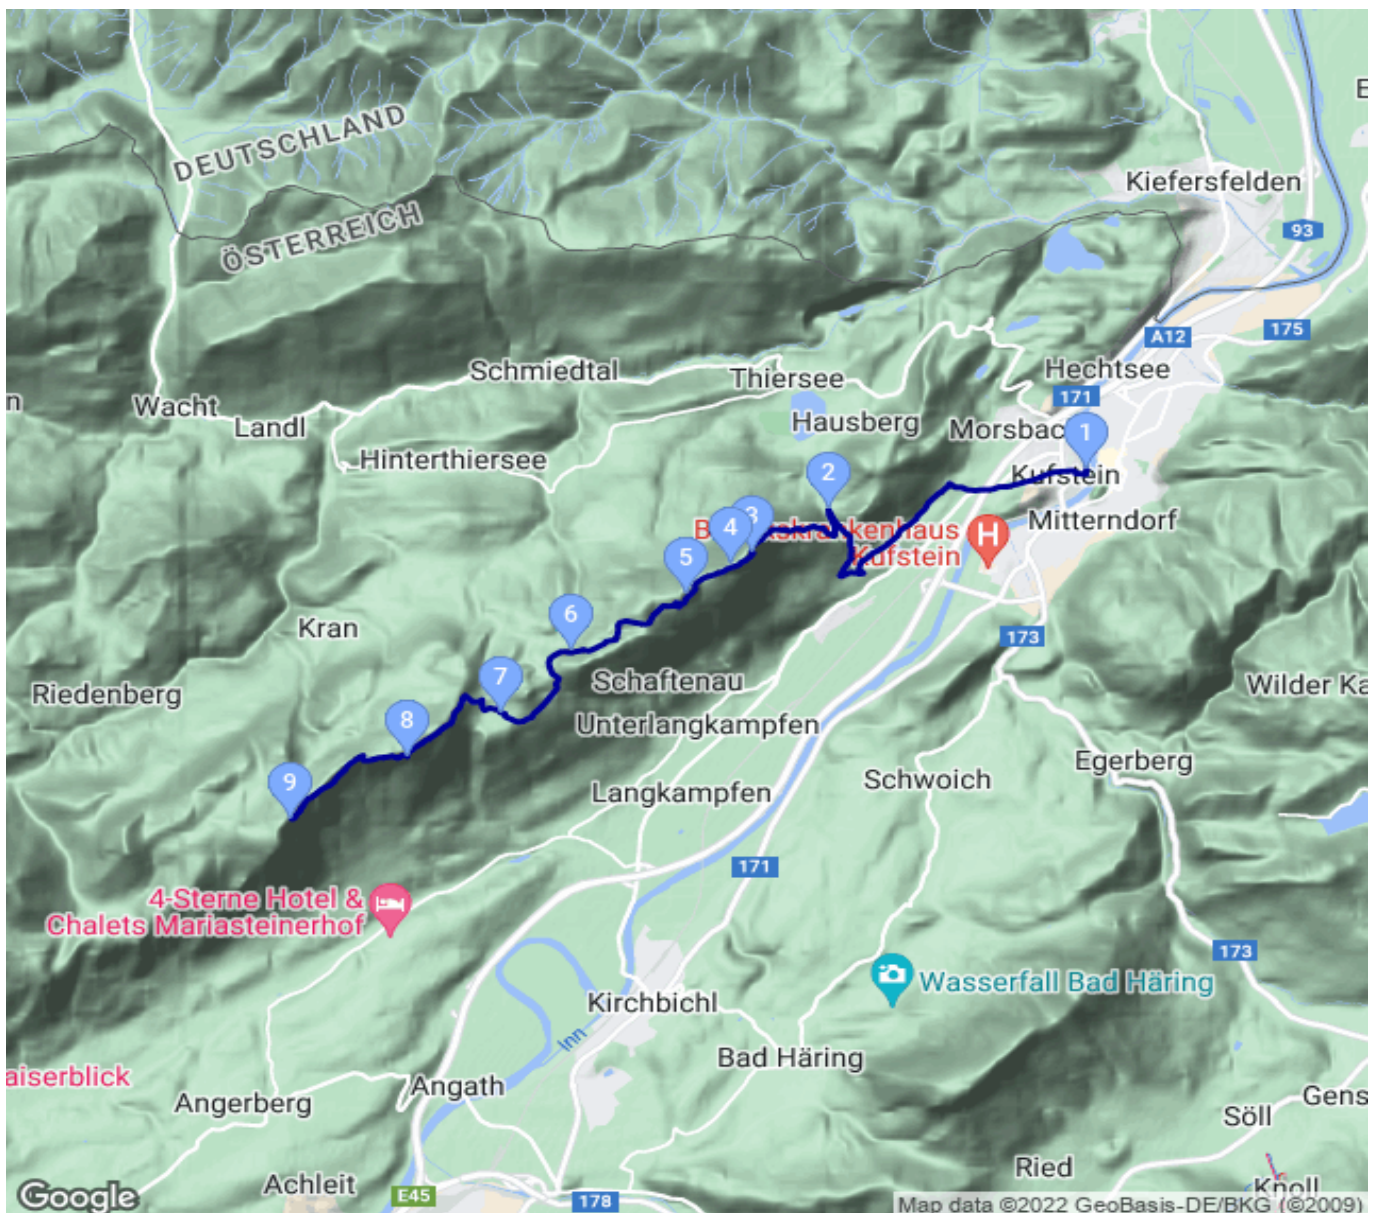 DEUTSCHLAND
ÖSTERREICH
Kiefersfelden
93
E
175
A12
Hechtsee
171
Schmiedtal
Thiersee
n
Wacht
Landl
Hausberg
Morsbac
1
Hinterthiersee
Kufstein
2
Mitterndorf
3
4
Kufstein
H
5
6
Kran
173
7
Schaftenau
Riedenberg
Wilder Ka
8
Unterlangkampfen
Egerberg
9
Schwoich
Langkampfen
171
4-Sterne Hotel &
Chalets Mariasteinerhof
173
Wasserfall Bad Häring
Kirchbichl
Inn
Bad Häring
aiserblick
Angath
Angerberg
Gens
Söll
Ried
Achleit
Knoll
E45
178
Google
Map data ©2022 GeoBasis-DE/BKG (©2009)